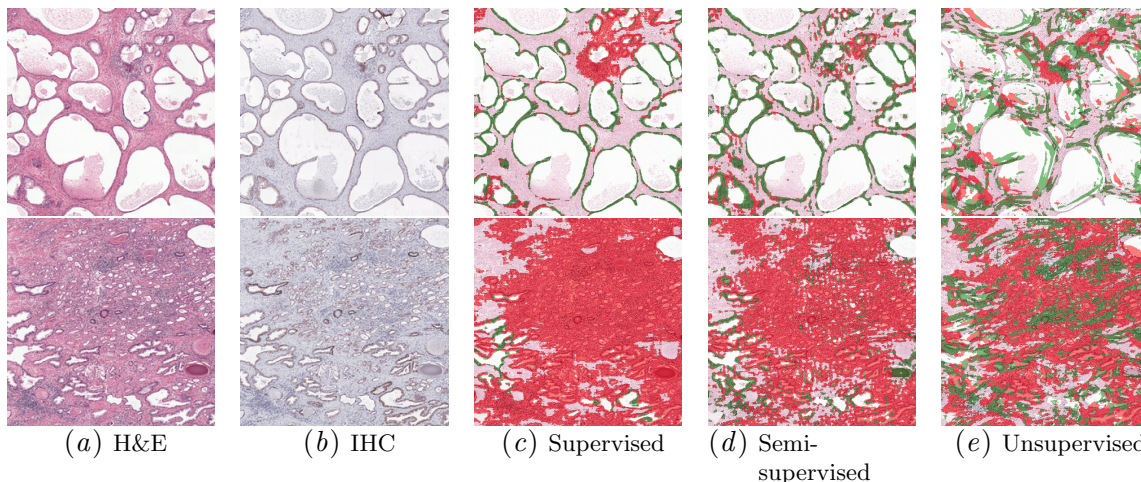 (a) H&E
(b) IHC
(c) Supervised
(d) Semi-
supervised
(e) Unsupervised